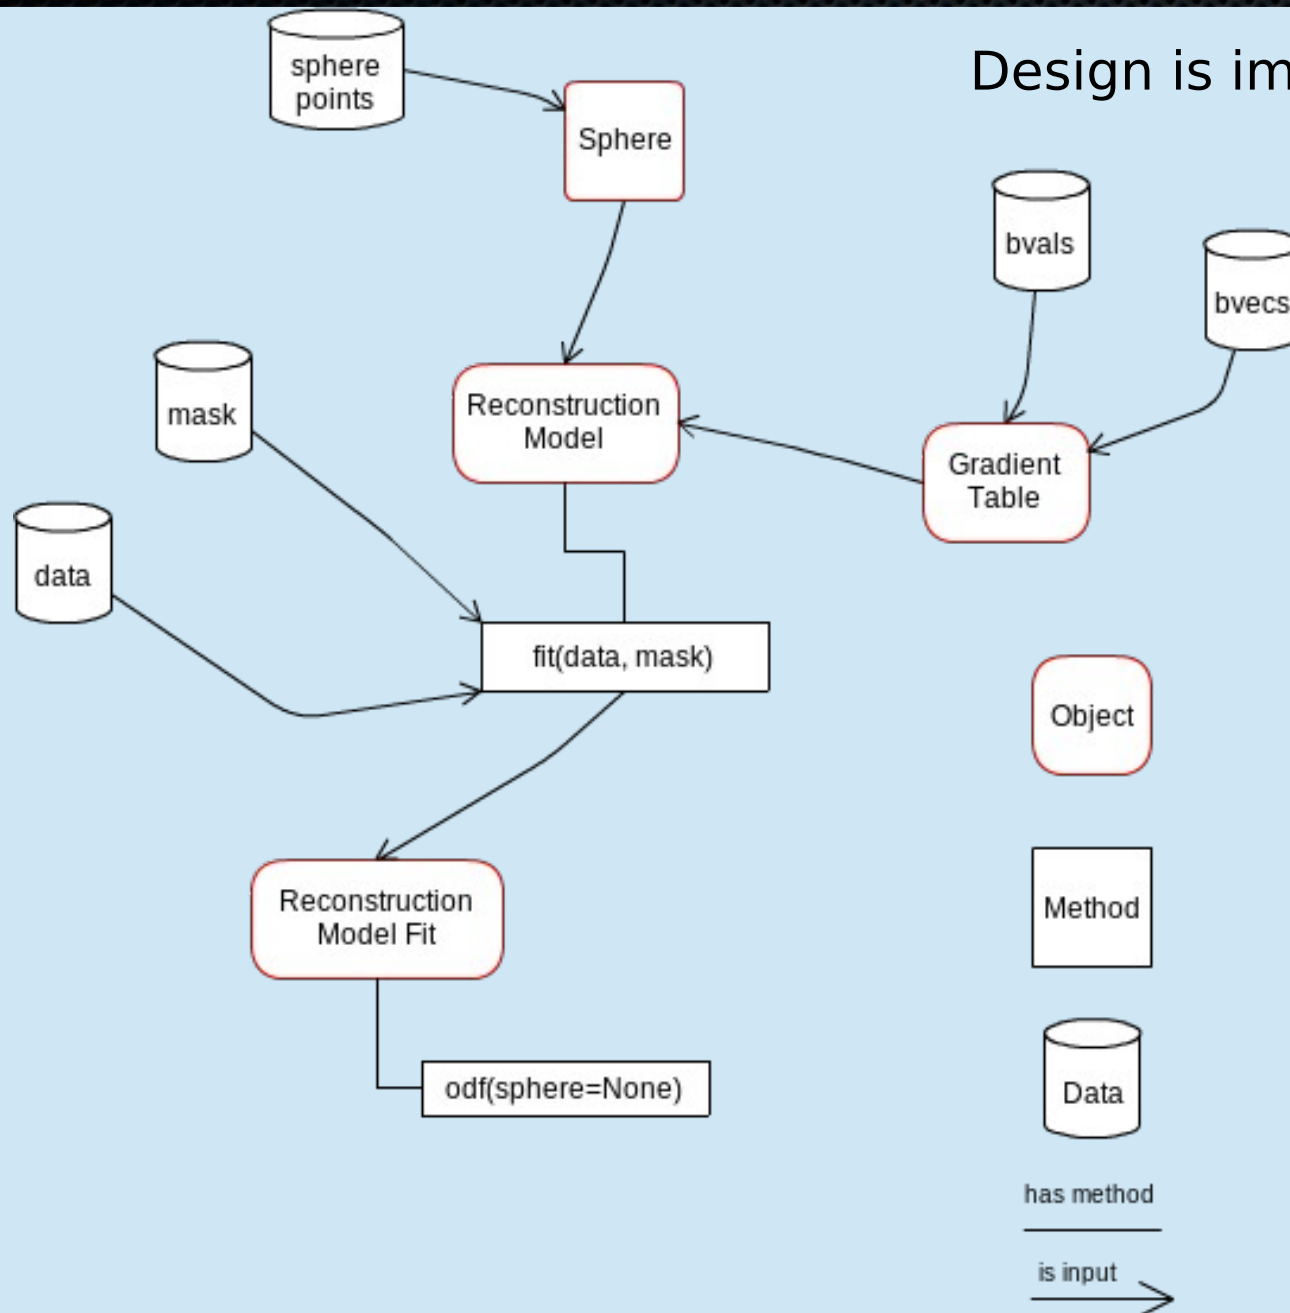 Design is im
sphere
points
Sphere
bvals
bvecs
mask
Reconstruction
Model
Gradient
Table
data
fit(data, mask)
Object
Reconstruction
Model Fit
Method
odf(sphere=None)
Data
has method
is input